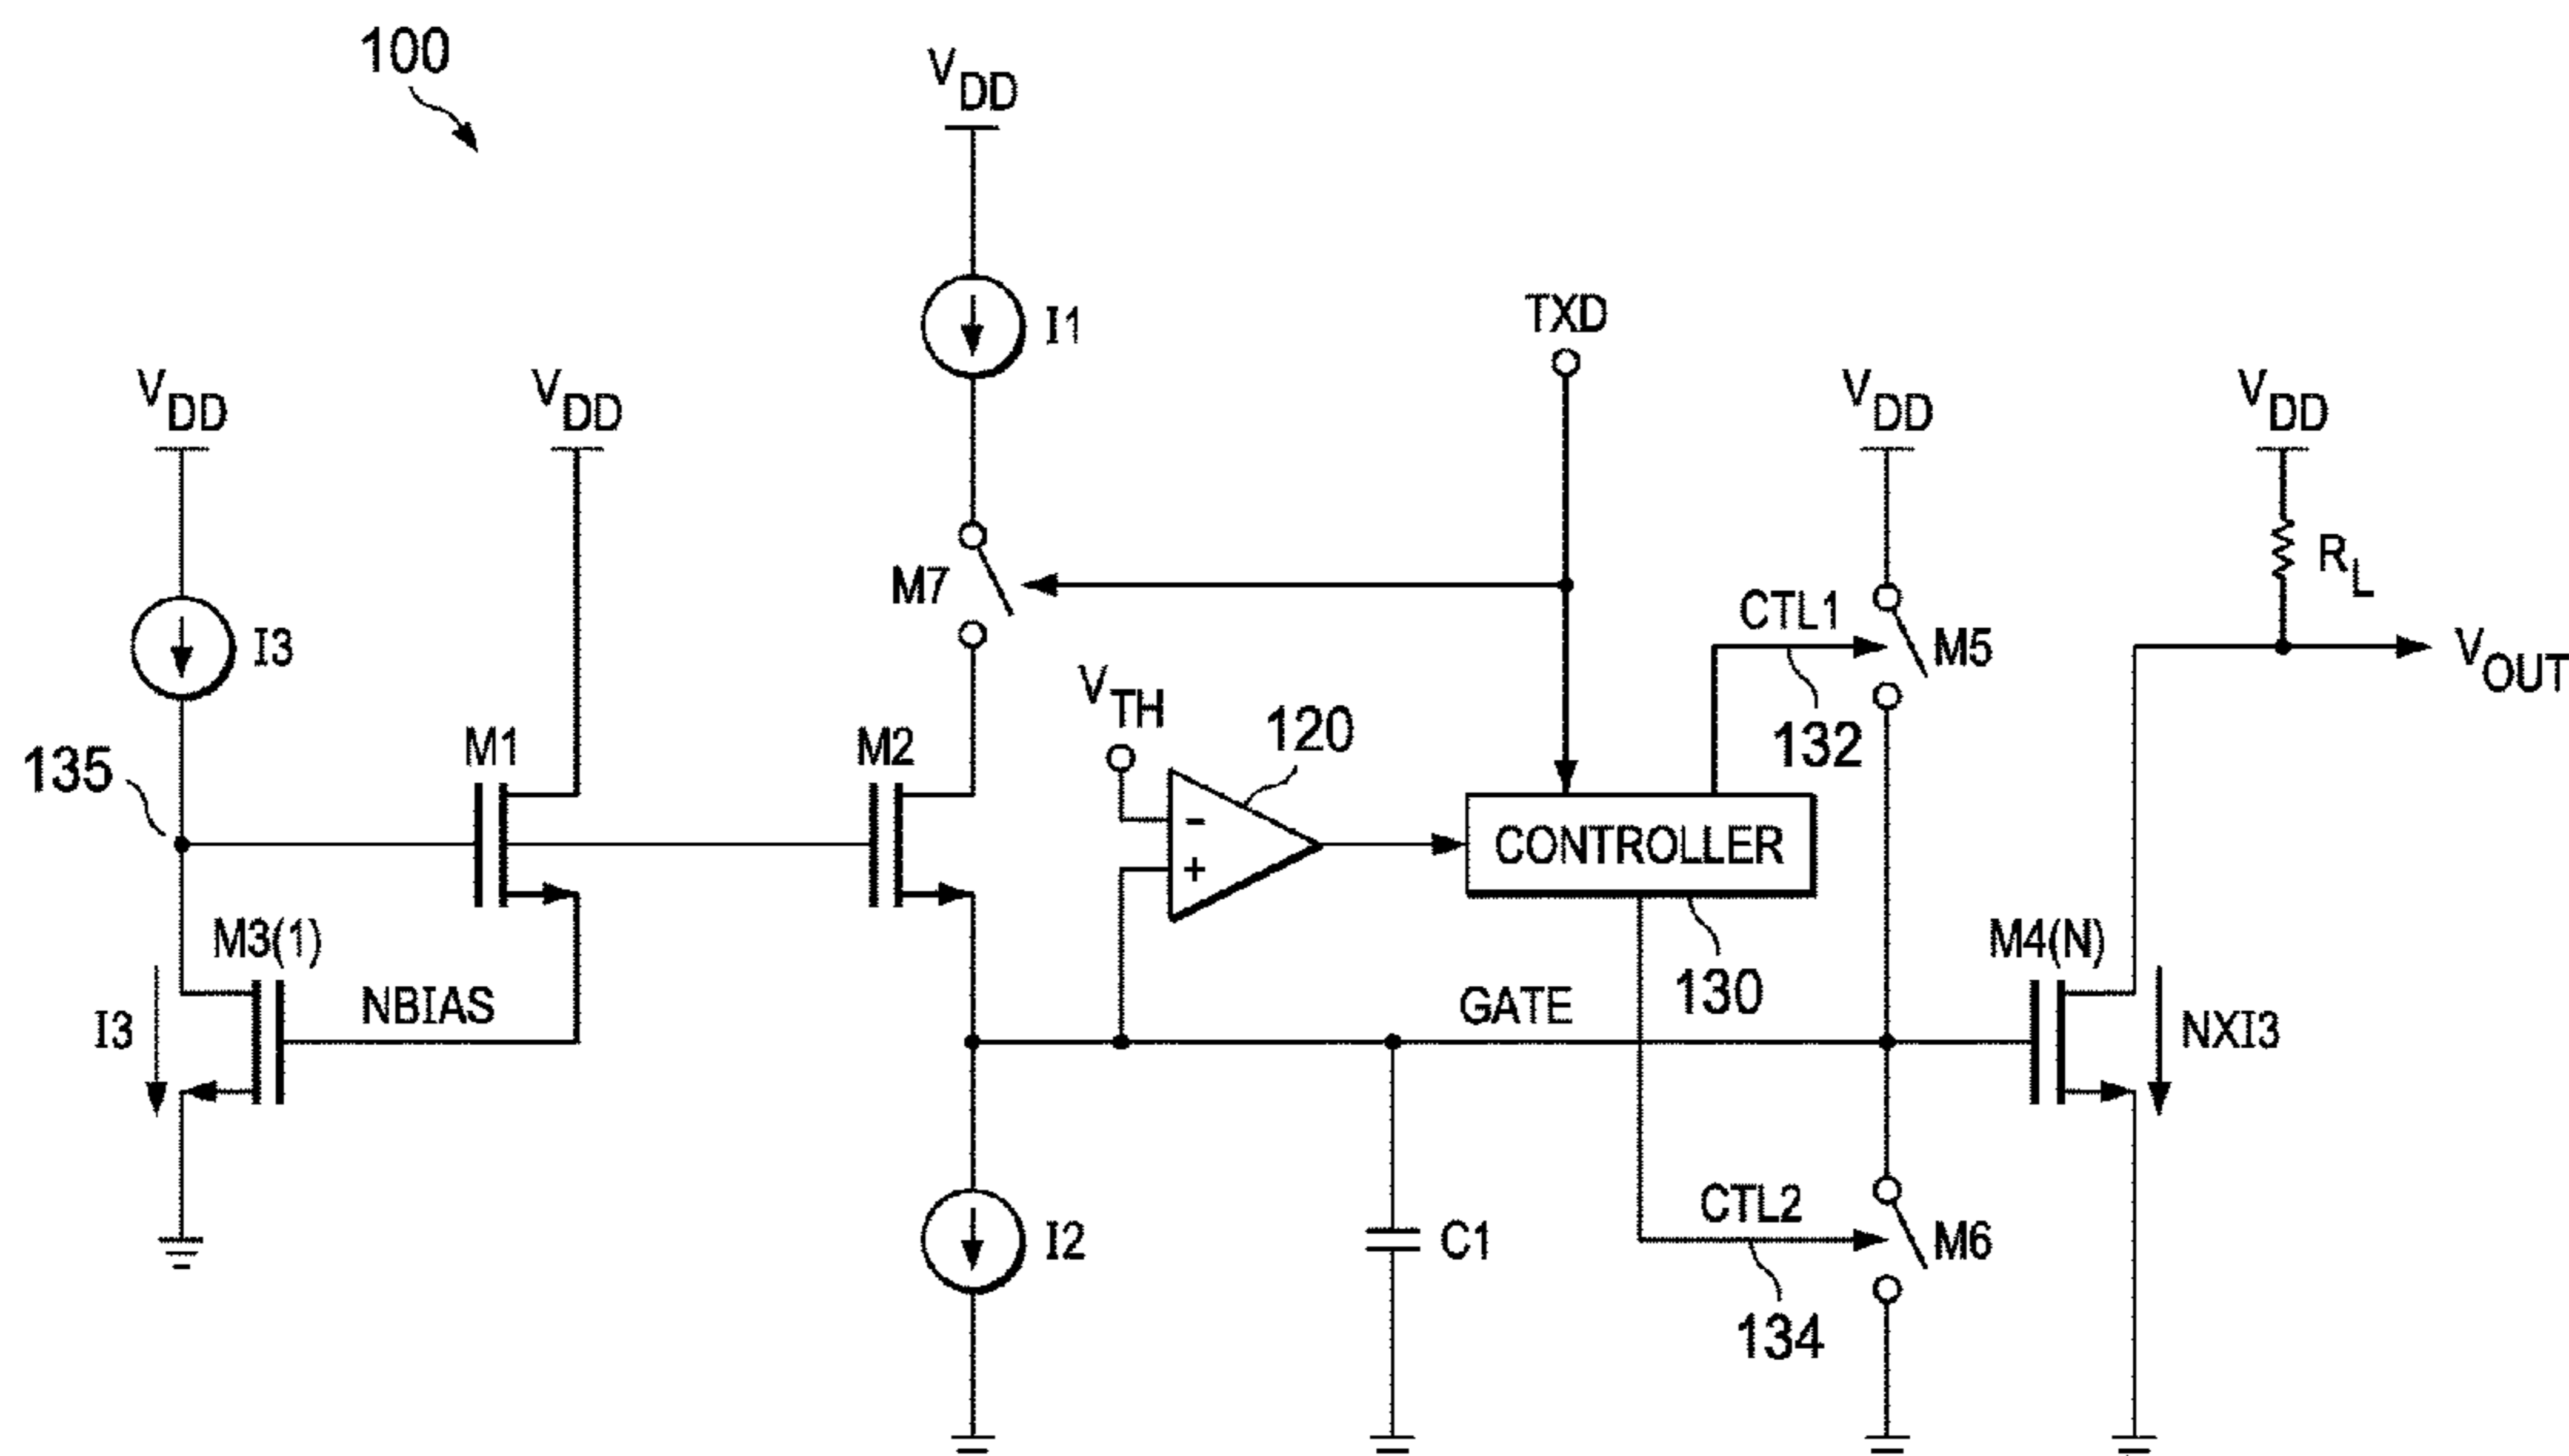 100
VDD
I1
TXD
VDD
VDD
VDD
VDD
I3
M7
CTL1
M5
RL
VOUT
VTH
120
132
135
M1
M2
-
+
CONTROLLER
M3(1)
NBIAS
I3
GATE
130
M4(N)
NXI3
I2
C1
CTL2
M6
134